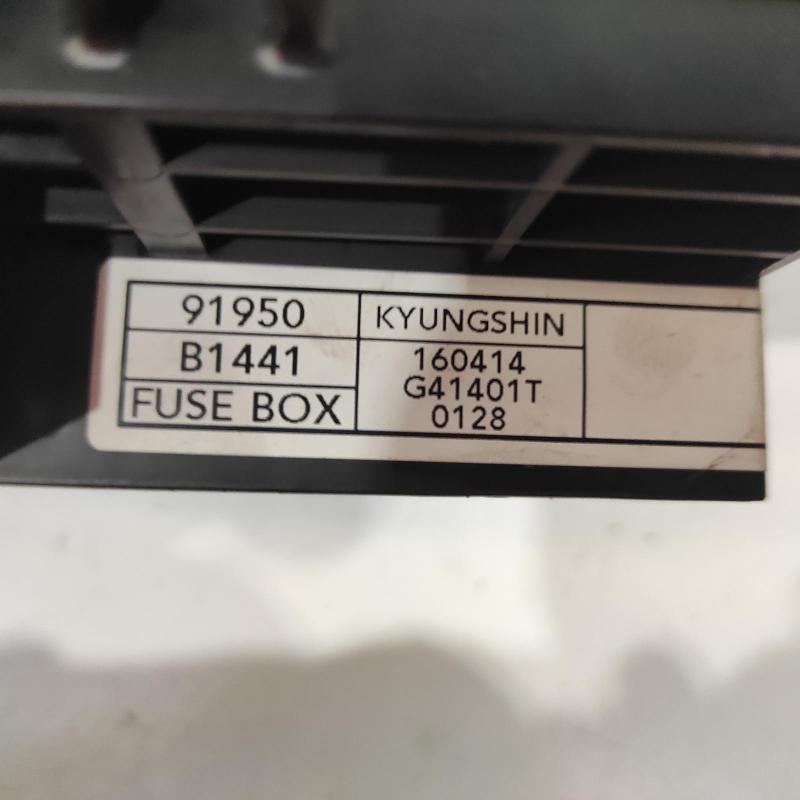 91950
B1441
FUSE BOX
KYUNGSHIN
160414
G41401T
0128